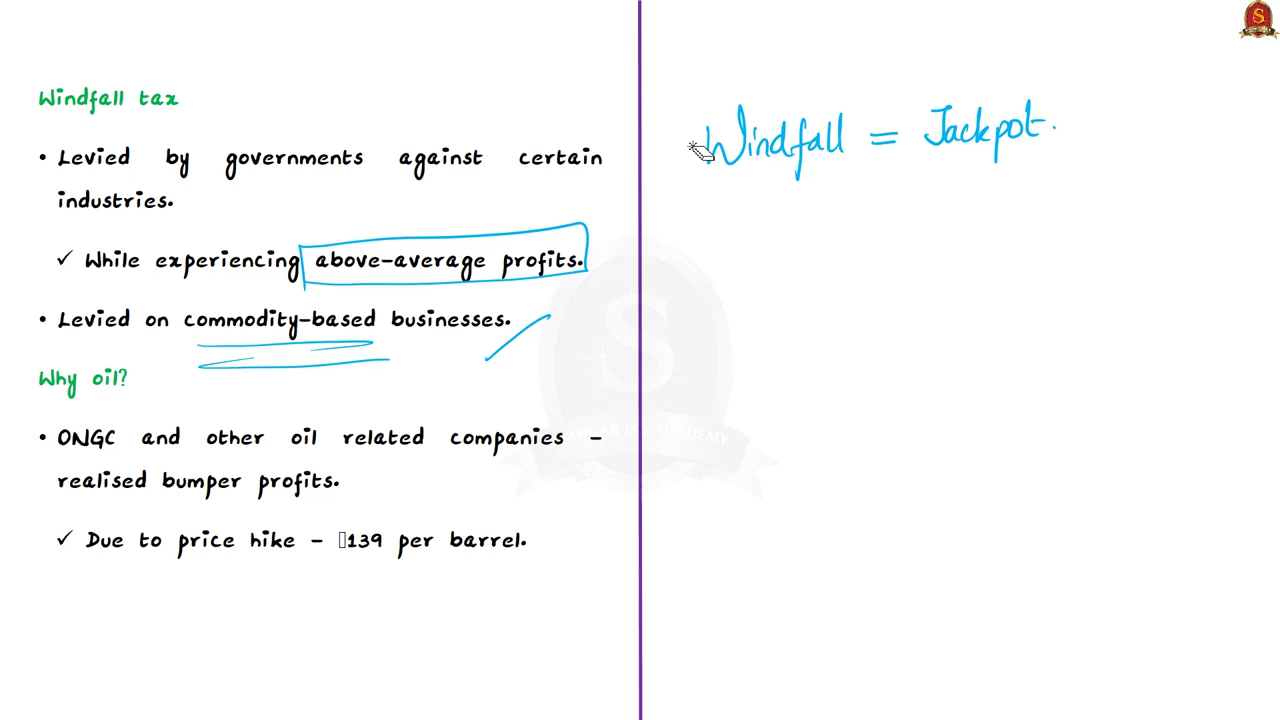 Windfall tax
• Levied by governments against certain
industries.
✓ While experiencing above-average profits.
• Levied on commodity-based businesses.
Why oil?
• ONGC and other oil related companies –
realised bumper profits.
✓ Due to price hike – 139 per barrel.
Windfall = Jackpot.